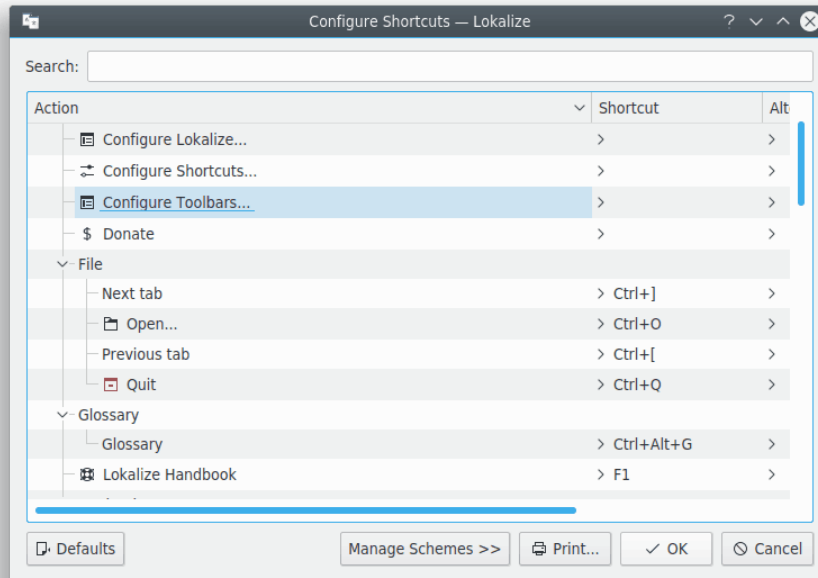 Configure Shortcuts — Lokalize
Search:
Action Shortcut Alt
Configure Lokalize...
Configure Shortcuts...
Configure Toolbars...
$ Donate
File
Next tab Ctrl+]
Open... Ctrl+O
Previous tab Ctrl+[
Quit Ctrl+Q
Glossary
Glossary Ctrl+Alt+G
Lokalize Handbook F1
Defaults Manage Schemes >> Print... OK Cancel